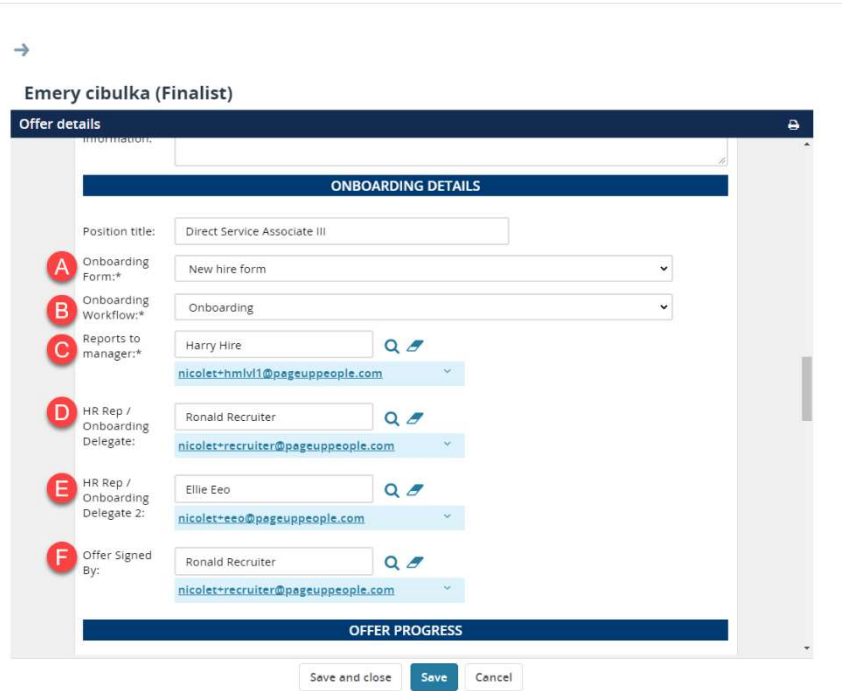 Emery cibulka (Finalist)
Offer details
information:
ONBOARDING DETAILS
Position title:
Direct Service Associate III
A
Onboarding
Form:*
New hire form
B
Onboarding
Workflow:*
Onboarding
C
Reports to
manager:*
Harry Hire
nicolet+hmlvl1@pageuppeople.com
D
HR Rep /
Onboarding
Delegate:
Ronald Recruiter
nicolet+recruiter@pageuppeople.com
E
HR Rep /
Onboarding
Delegate 2:
Ellie Eeo
nicolet+eeo@pageuppeople.com
F
Offer Signed
By:
Ronald Recruiter
nicolet+recruiter@pageuppeople.com
OFFER PROGRESS
Save and close Save Cancel